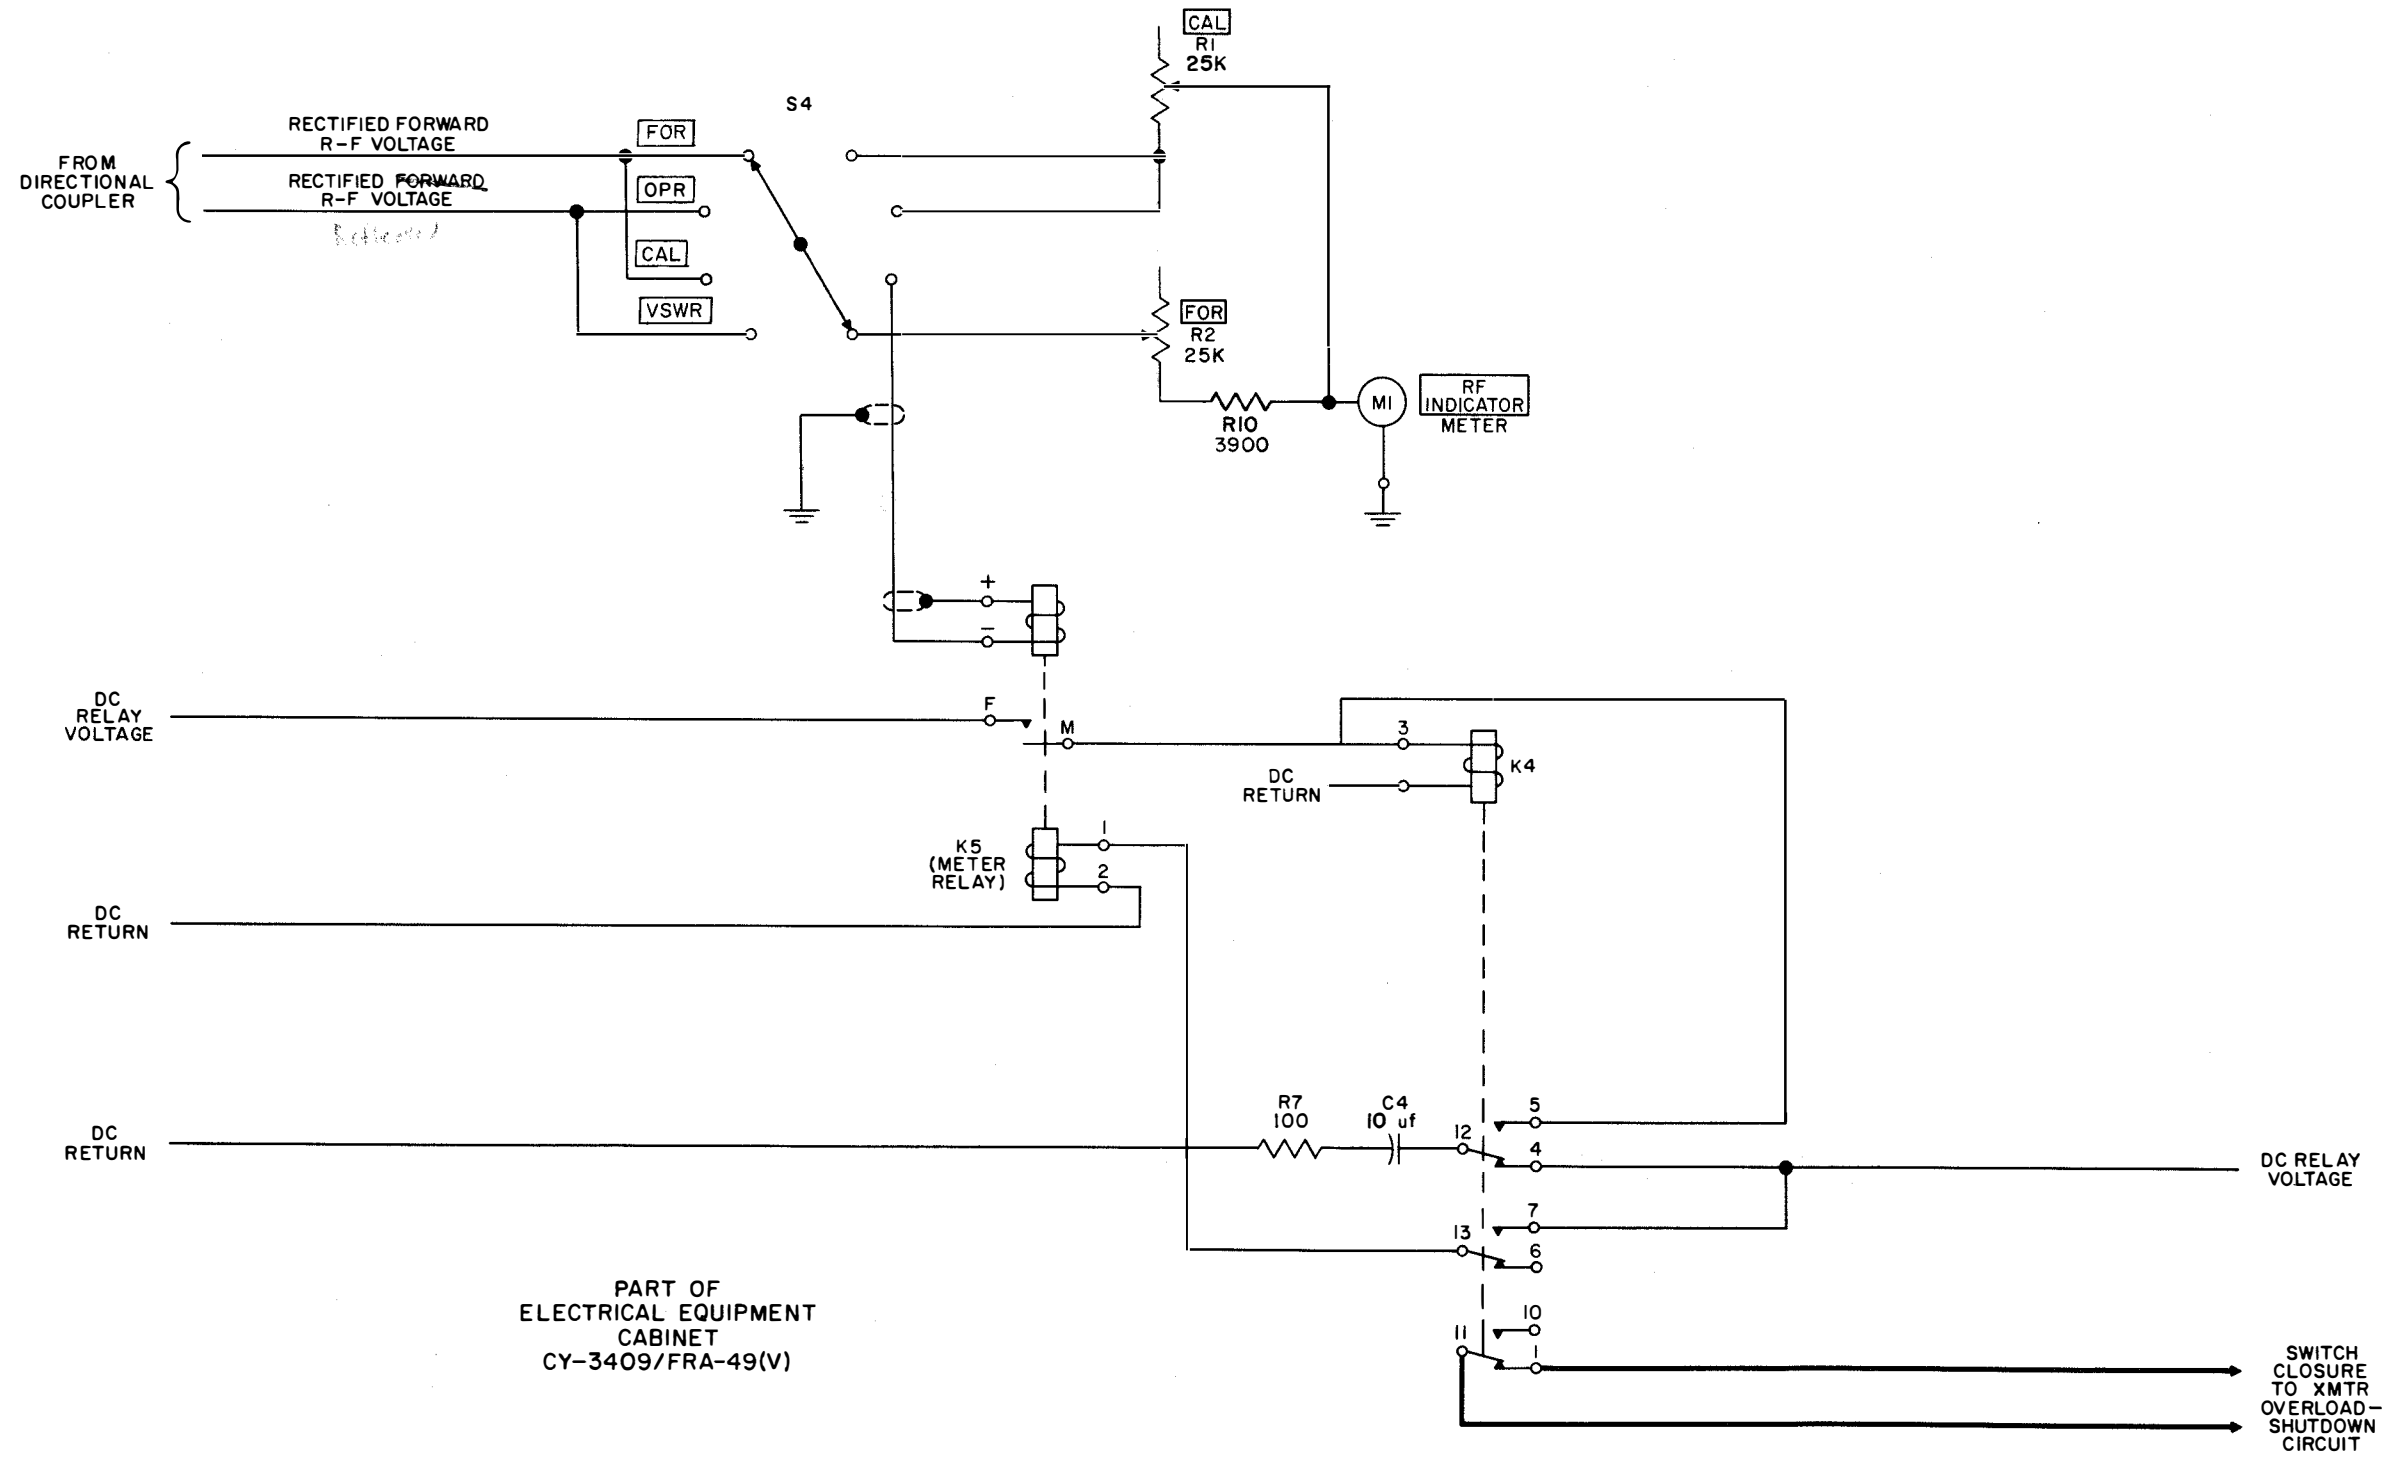 CAL
R1
25K
S4
RECTIFIED FORWARD
R-F VOLTAGE
FOR
FROM
DIRECTIONAL
COUPLER
RECTIFIED FORWARD
R-F VOLTAGE
OPR
Reflected
CAL
VSWR
FOR
R2
25K
R10
3900
M1
RF
INDICATOR
METER
+
−
DC
RELAY
VOLTAGE
F
M
3
K4
DC
RETURN
K5
(METER
RELAY)
1
2
DC
RETURN
R7
100
C4
10 uf
12
5
4
DC
RETURN
DC RELAY
VOLTAGE
7
13
6
PART OF
ELECTRICAL EQUIPMENT
CABINET
CY-3409/FRA-49(V)
10
11
1
SWITCH
CLOSURE
TO XMTR
OVERLOAD-
SHUTDOWN
CIRCUIT